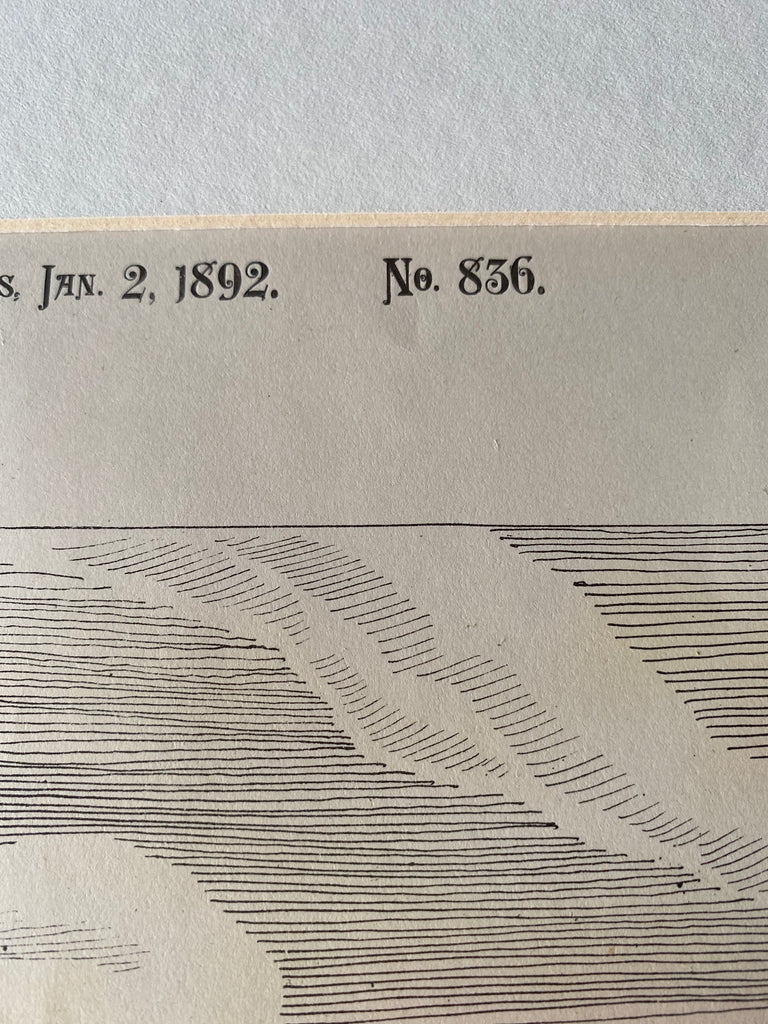 s, Jan. 2, 1892. No. 836.